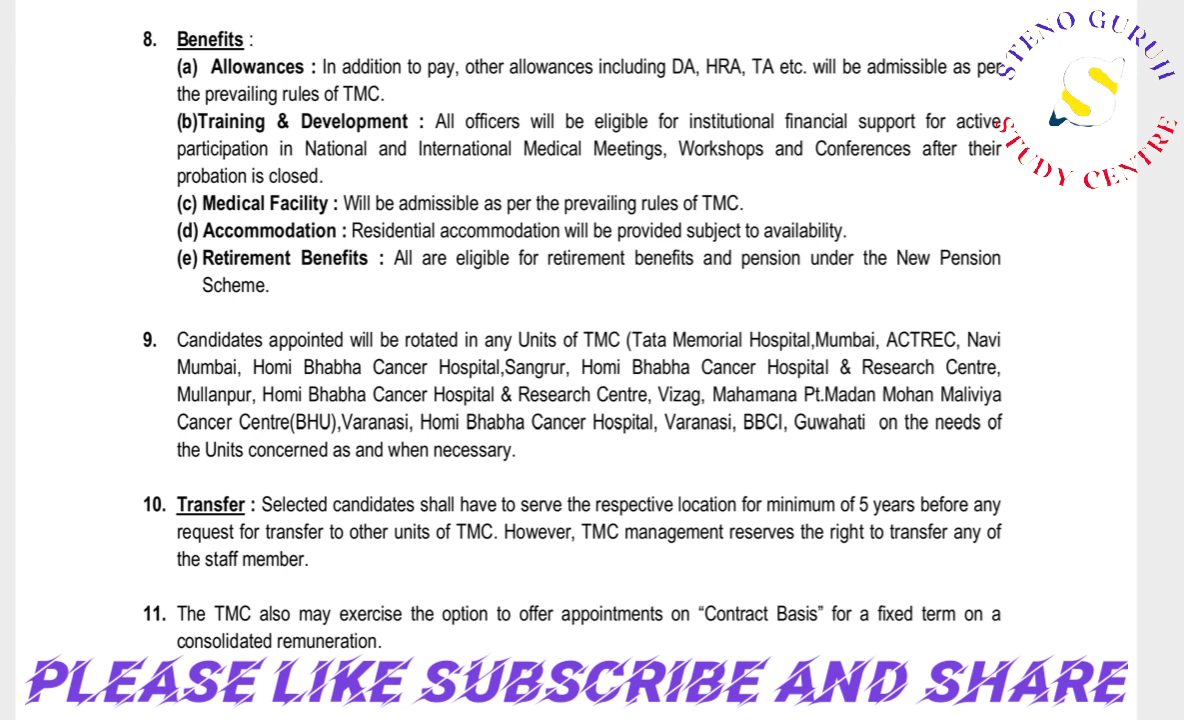 8. Benefits :
(a) Allowances : In addition to pay, other allowances including DA, HRA, TA etc. will be admissible as per
the prevailing rules of TMC.
(b)Training & Development : All officers will be eligible for institutional financial support for active
participation in National and International Medical Meetings, Workshops and Conferences after their
probation is closed.
(c) Medical Facility : Will be admissible as per the prevailing rules of TMC.
(d) Accommodation : Residential accommodation will be provided subject to availability.
(e) Retirement Benefits : All are eligible for retirement benefits and pension under the New Pension
Scheme.
9. Candidates appointed will be rotated in any Units of TMC (Tata Memorial Hospital,Mumbai, ACTREC, Navi
Mumbai, Homi Bhabha Cancer Hospital,Sangrur, Homi Bhabha Cancer Hospital & Research Centre,
Mullanpur, Homi Bhabha Cancer Hospital & Research Centre, Vizag, Mahamana Pt.Madan Mohan Maliviya
Cancer Centre(BHU),Varanasi, Homi Bhabha Cancer Hospital, Varanasi, BBCI, Guwahati on the needs of
the Units concerned as and when necessary.
10. Transfer : Selected candidates shall have to serve the respective location for minimum of 5 years before any
request for transfer to other units of TMC. However, TMC management reserves the right to transfer any of
the staff member.
11. The TMC also may exercise the option to offer appointments on “Contract Basis” for a fixed term on a
consolidated remuneration.
STENO GURUH
S
STUDY CENTRE
PLEASE LIKE SUBSCRIBE AND SHARE